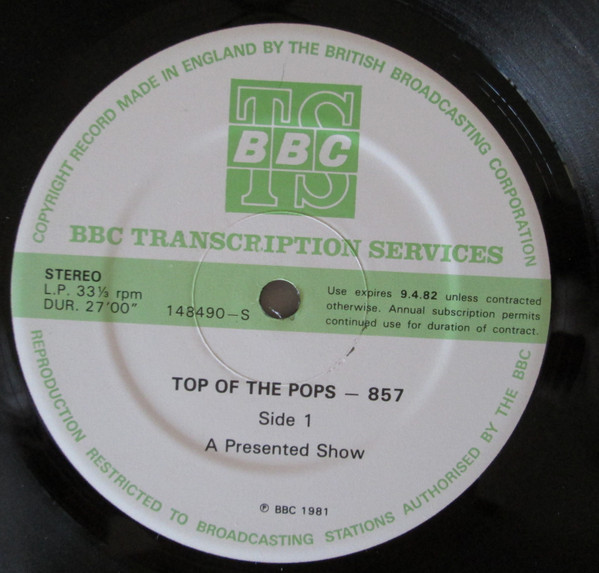 COPYRIGHT RECORD MADE IN ENGLAND BY THE BRITISH BROADCASTING CORPORATION
TS
BBC
BBC TRANSCRIPTION SERVICES
STEREO
L.P. 33⅓ rpm
DUR. 27'00"
148490–S
Use expires 9.4.82 unless contracted
otherwise. Annual subscription permits
continued use for duration of contract.
TOP OF THE POPS – 857
Side 1
A Presented Show
℗ BBC 1981
REPRODUCTION RESTRICTED TO BROADCASTING STATIONS AUTHORISED BY THE BBC